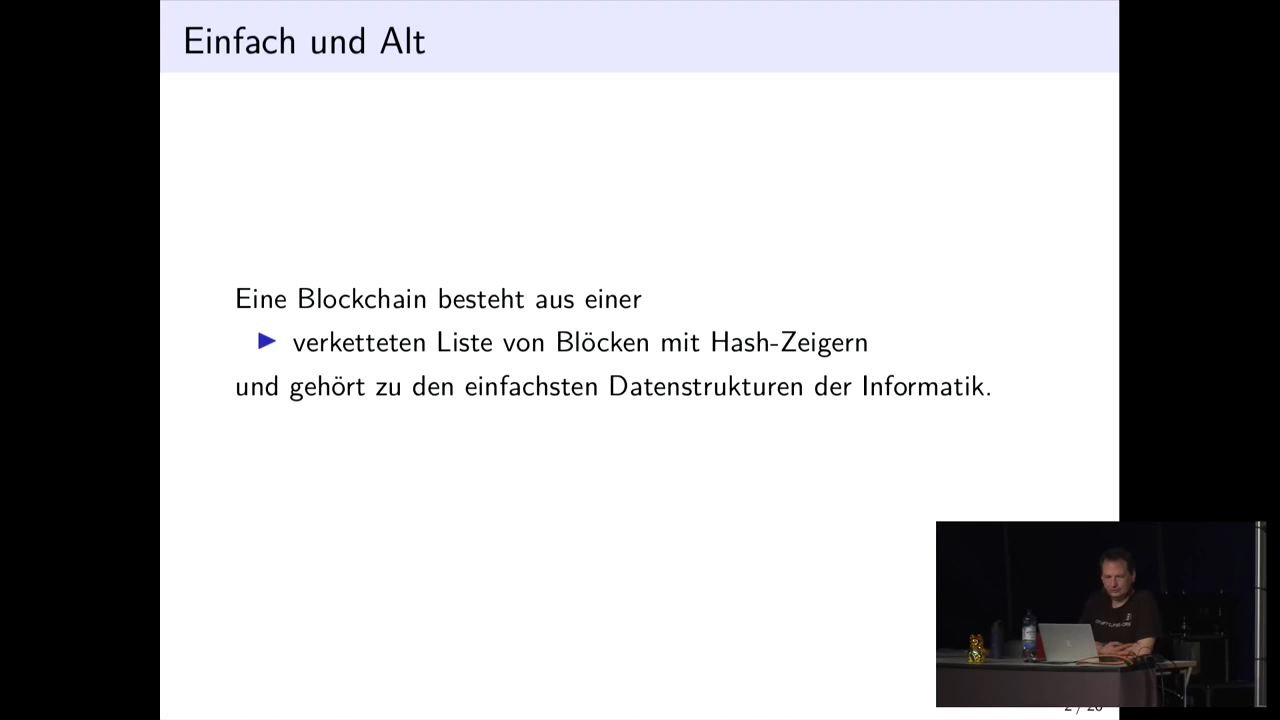 Einfach und Alt
Eine Blockchain besteht aus einer
verketteten Liste von Blöcken mit Hash-Zeigern
und gehört zu den einfachsten Datenstrukturen der Informatik.